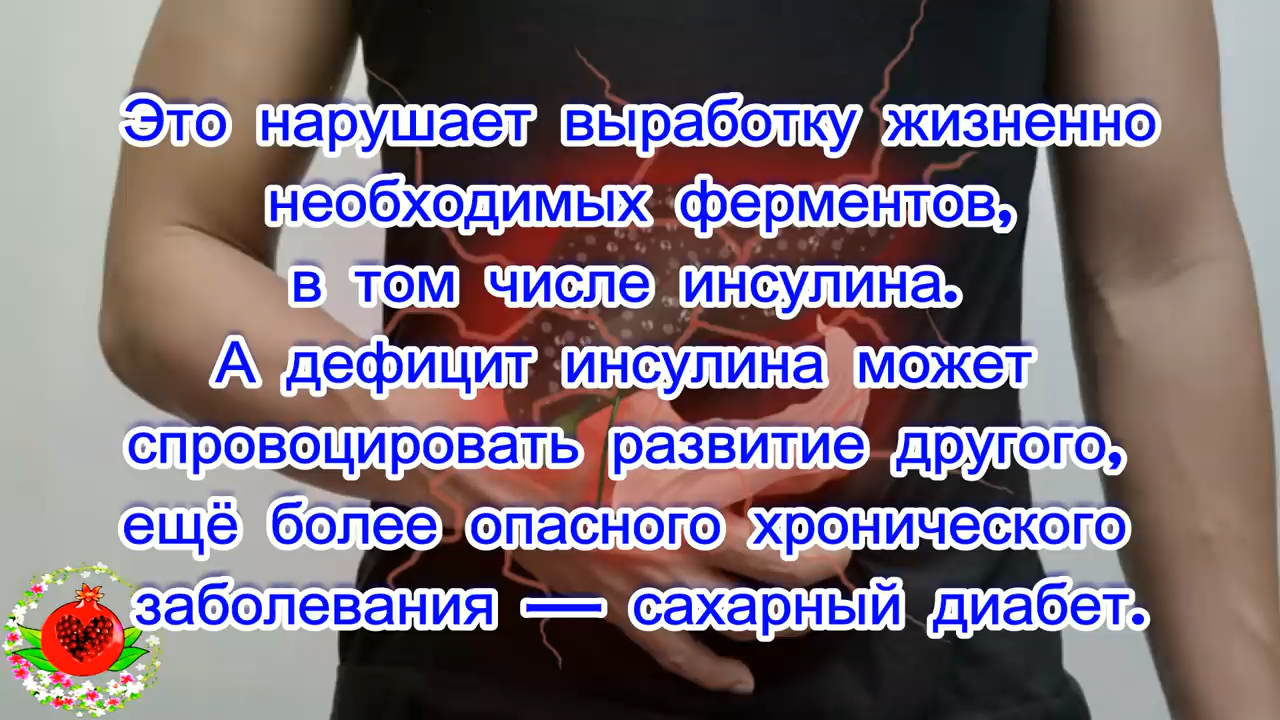 Это нарушает выработку жизненно
необходимых ферментов,
в том числе инсулина.
А дефицит инсулина может
спровоцировать развитие другого,
ещё более опасного хронического
заболевания — сахарный диабет.